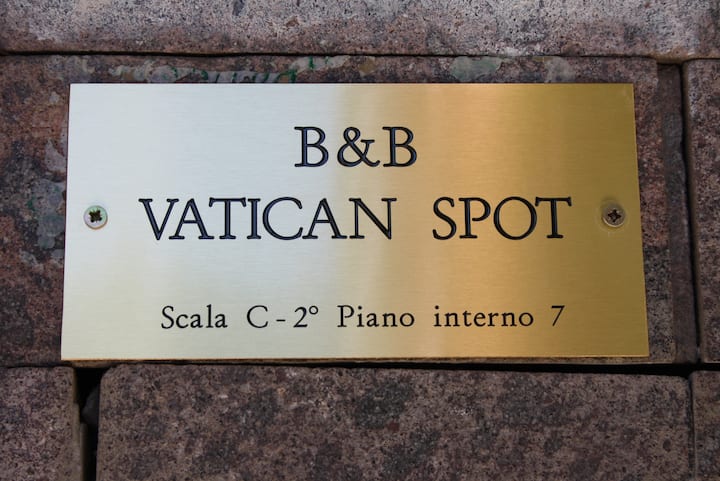 B&B
VATICAN SPOT
Scala C - 2° Piano interno 7